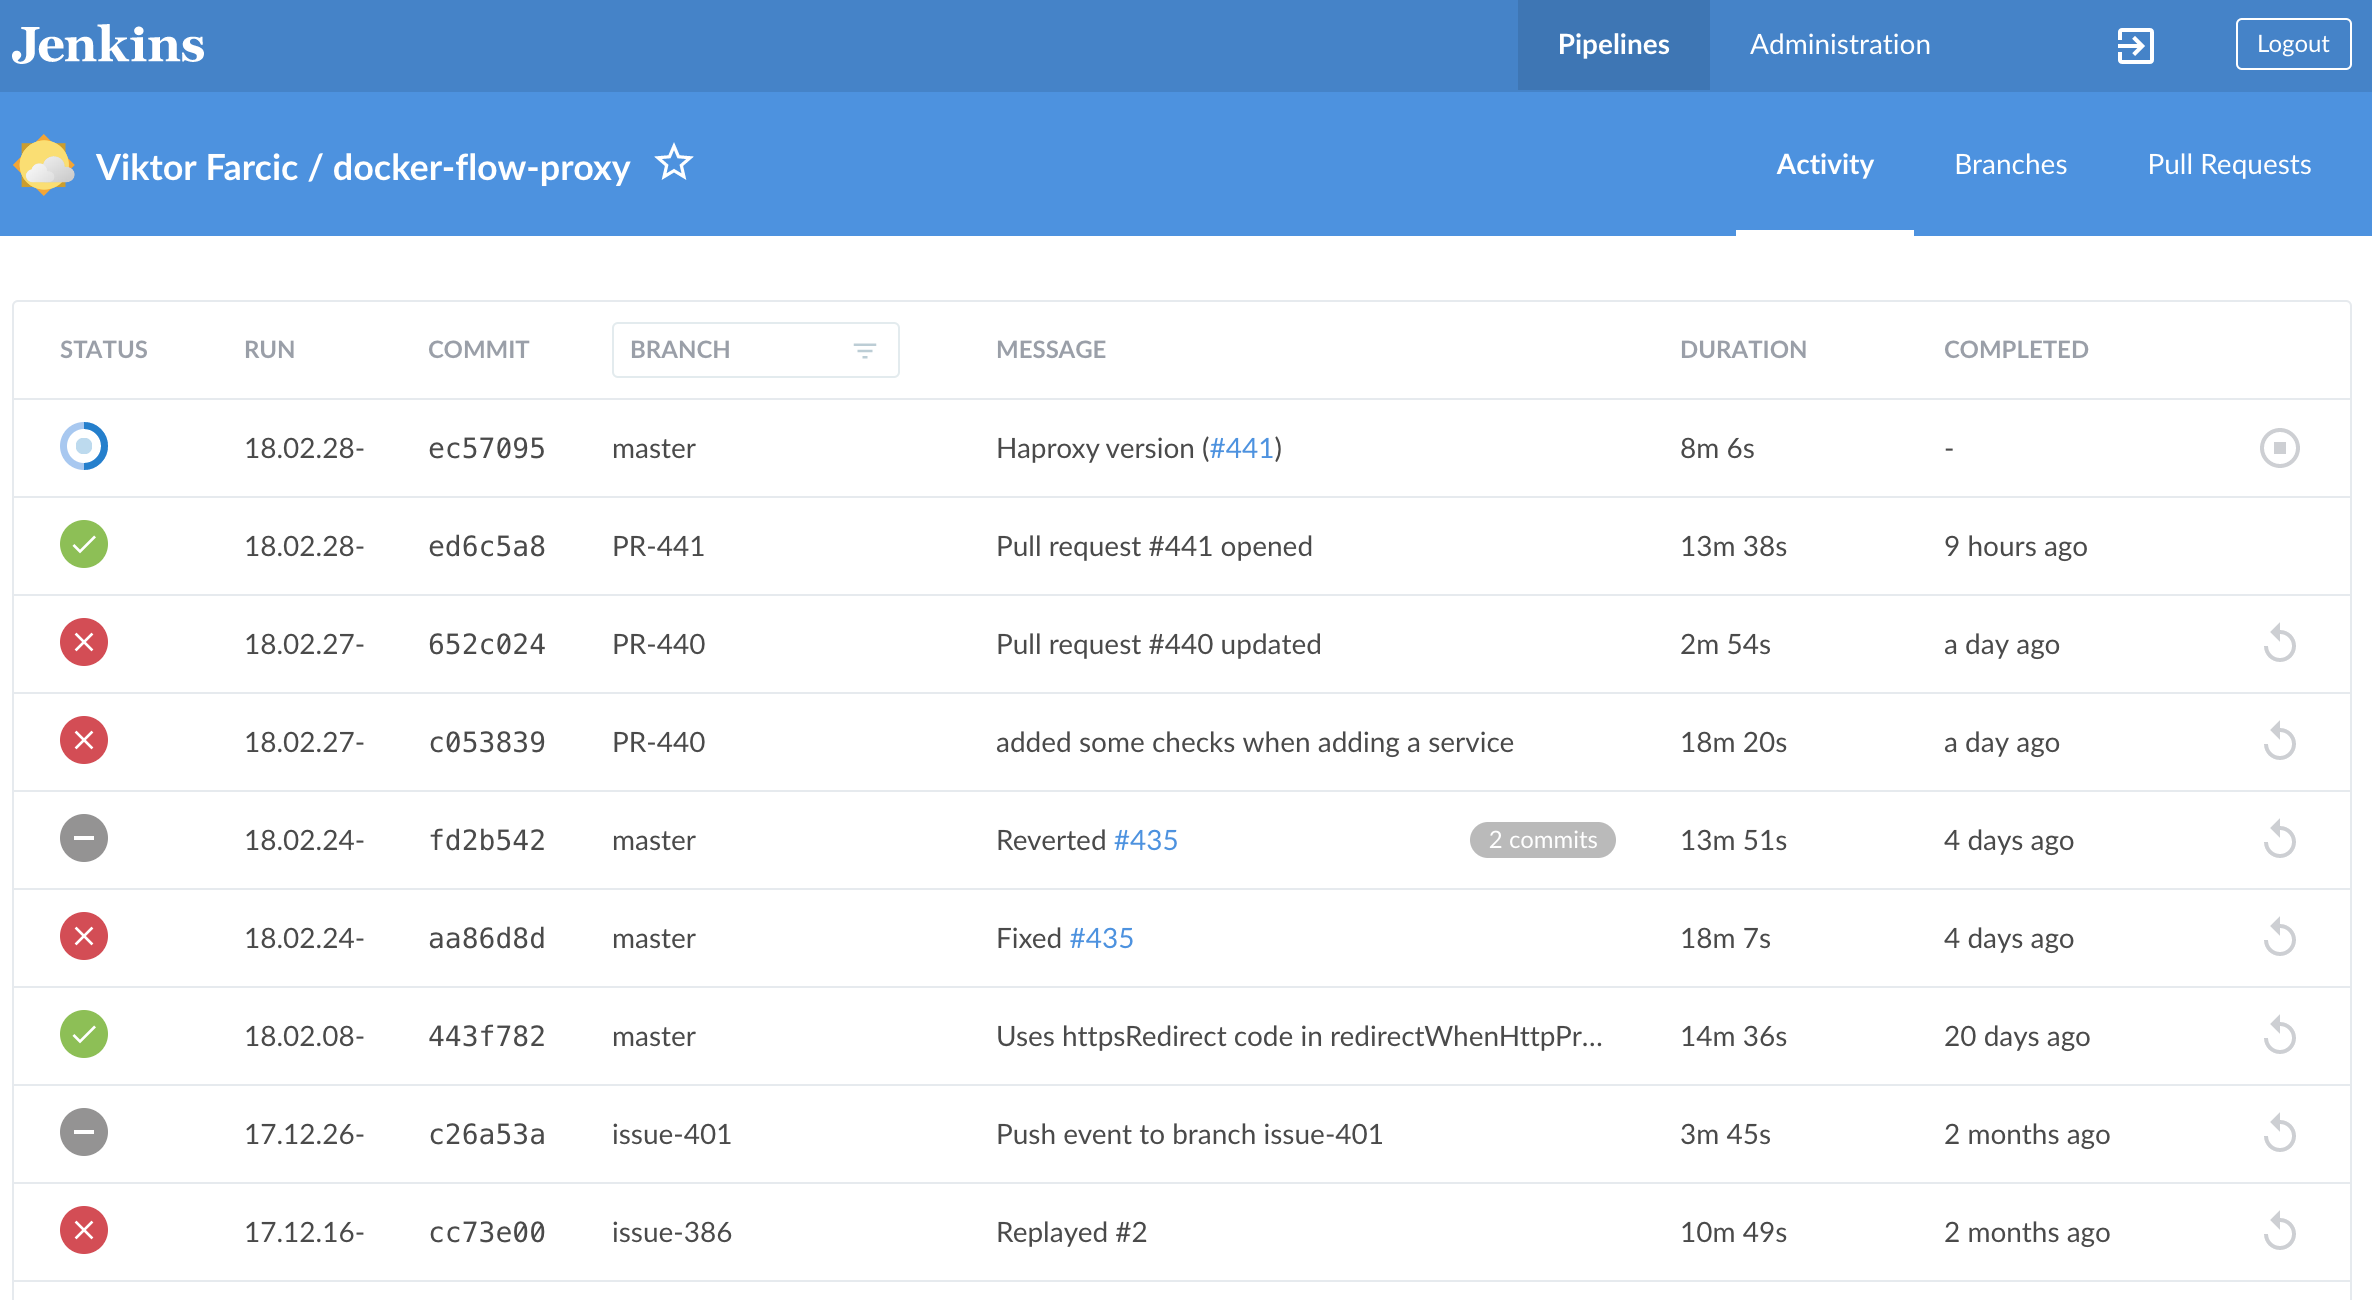 Jenkins Pipelines Administration Logout
Viktor Farcic / docker-flow-proxy Activity Branches Pull Requests
STATUS RUN COMMIT BRANCH MESSAGE DURATION COMPLETED
18.02.28- ec57095 master Haproxy version (#441) 8m 6s -
18.02.28- ed6c5a8 PR-441 Pull request #441 opened 13m 38s 9 hours ago
18.02.27- 652c024 PR-440 Pull request #440 updated 2m 54s a day ago
18.02.27- c053839 PR-440 added some checks when adding a service 18m 20s a day ago
18.02.24- fd2b542 master Reverted #435 2 commits 13m 51s 4 days ago
18.02.24- aa86d8d master Fixed #435 18m 7s 4 days ago
18.02.08- 443f782 master Uses httpsRedirect code in redirectWhenHttpPr... 14m 36s 20 days ago
17.12.26- c26a53a issue-401 Push event to branch issue-401 3m 45s 2 months ago
17.12.16- cc73e00 issue-386 Replayed #2 10m 49s 2 months ago